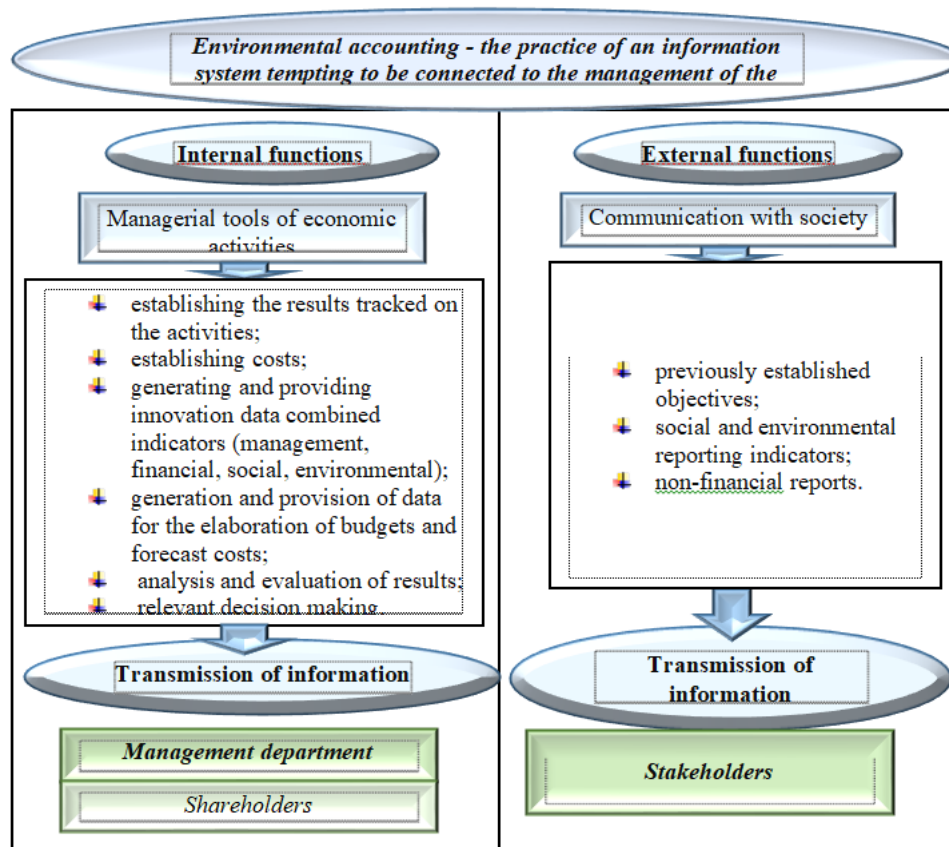 Environmental accounting - the practice of an information
system tempting to be connected to the management of the
Internal functions
Managerial tools of economic
activities
establishing the results tracked on
the activities;
establishing costs;
generating and providing
innovation data combined
indicators (management,
financial, social, environmental);
generation and provision of data
for the elaboration of budgets and
forecast costs;
analysis and evaluation of results;
relevant decision making.
Transmission of information
Management department
Shareholders
External functions
Communication with society
previously established
objectives;
social and environmental
reporting indicators;
non-financial reports.
Transmission of
information
Stakeholders